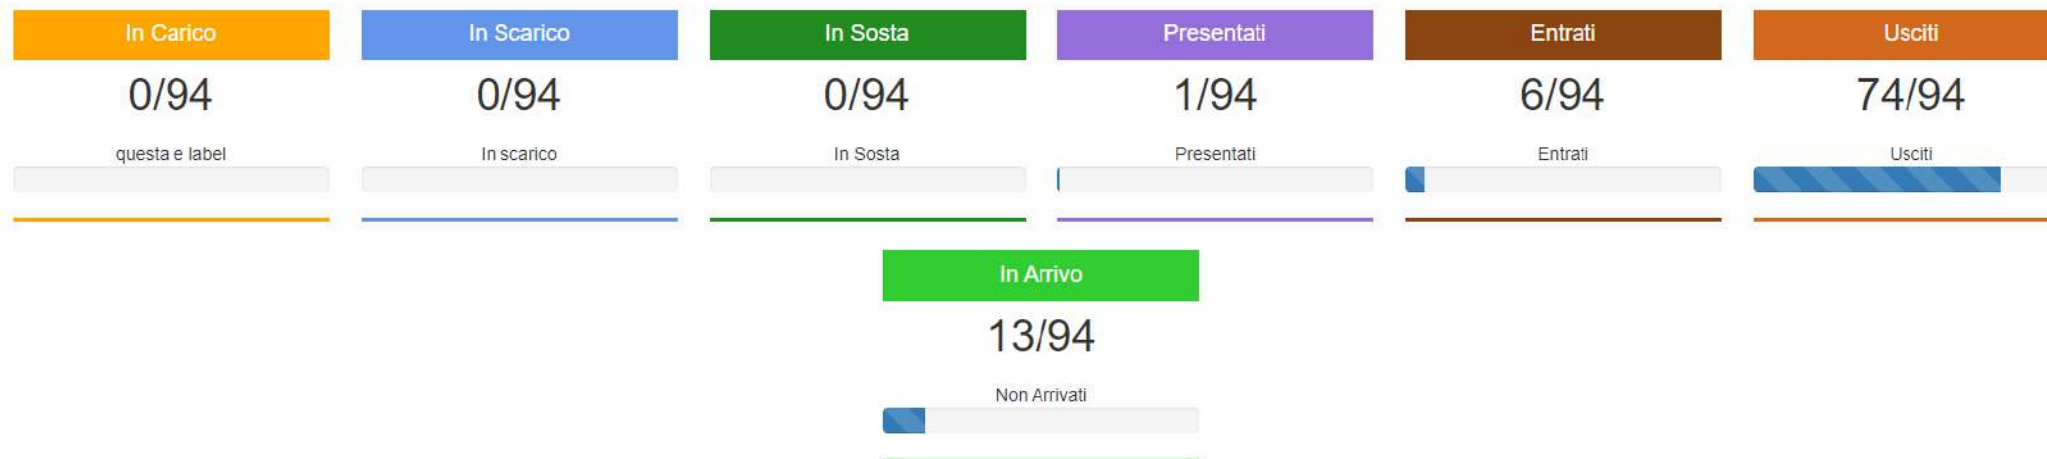 In Carico
In Scarico
In Sosta
Presentati
Entrati
Usciti
0/94
0/94
0/94
1/94
6/94
74/94
questa e label
In scarico
In Sosta
Presentati
Entrati
Usciti
In Arrivo
13/94
Non Arrivati